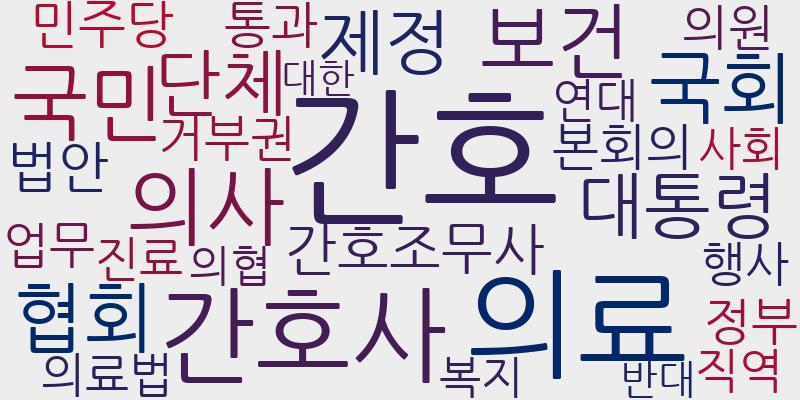 민주당
통과
제정
보건
의원
국민
단체
대한
간호
연대
국회
법안
거부권
본회의
사회
의사
대통령
업무
진료
의협
간호조무사
행사
협회
간호사
의료
정부
의료법
복지
반대
직역